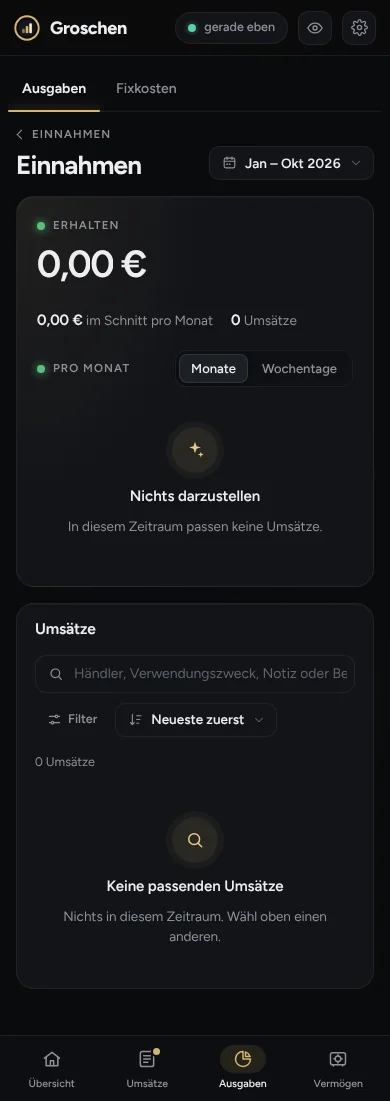 Groschen
gerade eben
Ausgaben
Fixkosten
EINNAHMEN
Einnahmen
Jan – Okt 2026
ERHALTEN
0,00 €
0,00 € im Schnitt pro Monat
0 Umsätze
PRO MONAT
Monate
Wochentage
Nichts darzustellen
In diesem Zeitraum passen keine Umsätze.
Umsätze
Händler, Verwendungszweck, Notiz oder Be
Filter
Neueste zuerst
0 Umsätze
Keine passenden Umsätze
Nichts in diesem Zeitraum. Wähl oben einen
anderen.
Übersicht
Umsätze
Ausgaben
Vermögen